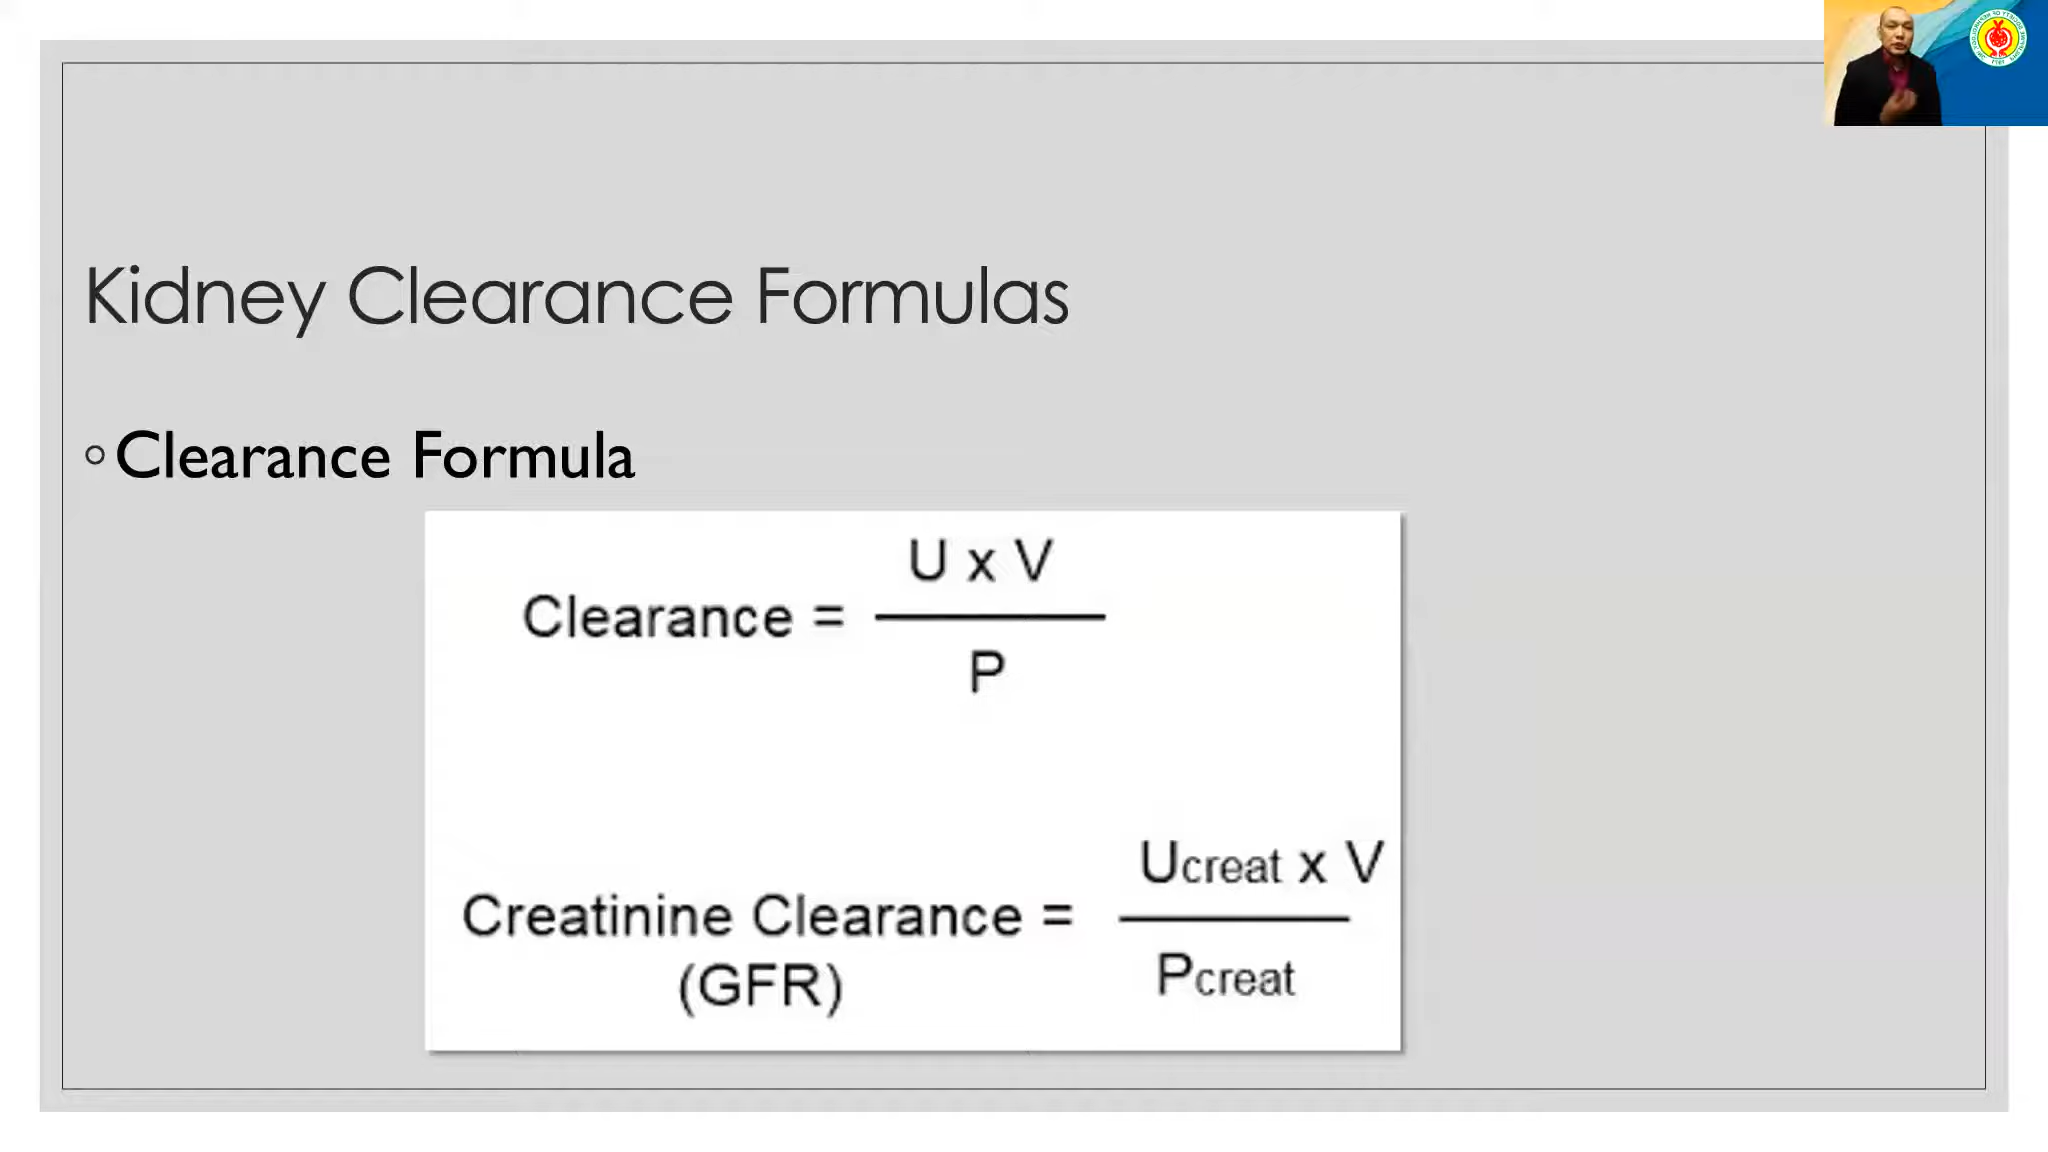 Kidney Clearance Formulas
Clearance Formula
U x V
Clearance =
P
Ucreat x V
Creatinine Clearance =
(GFR)
Pcreat